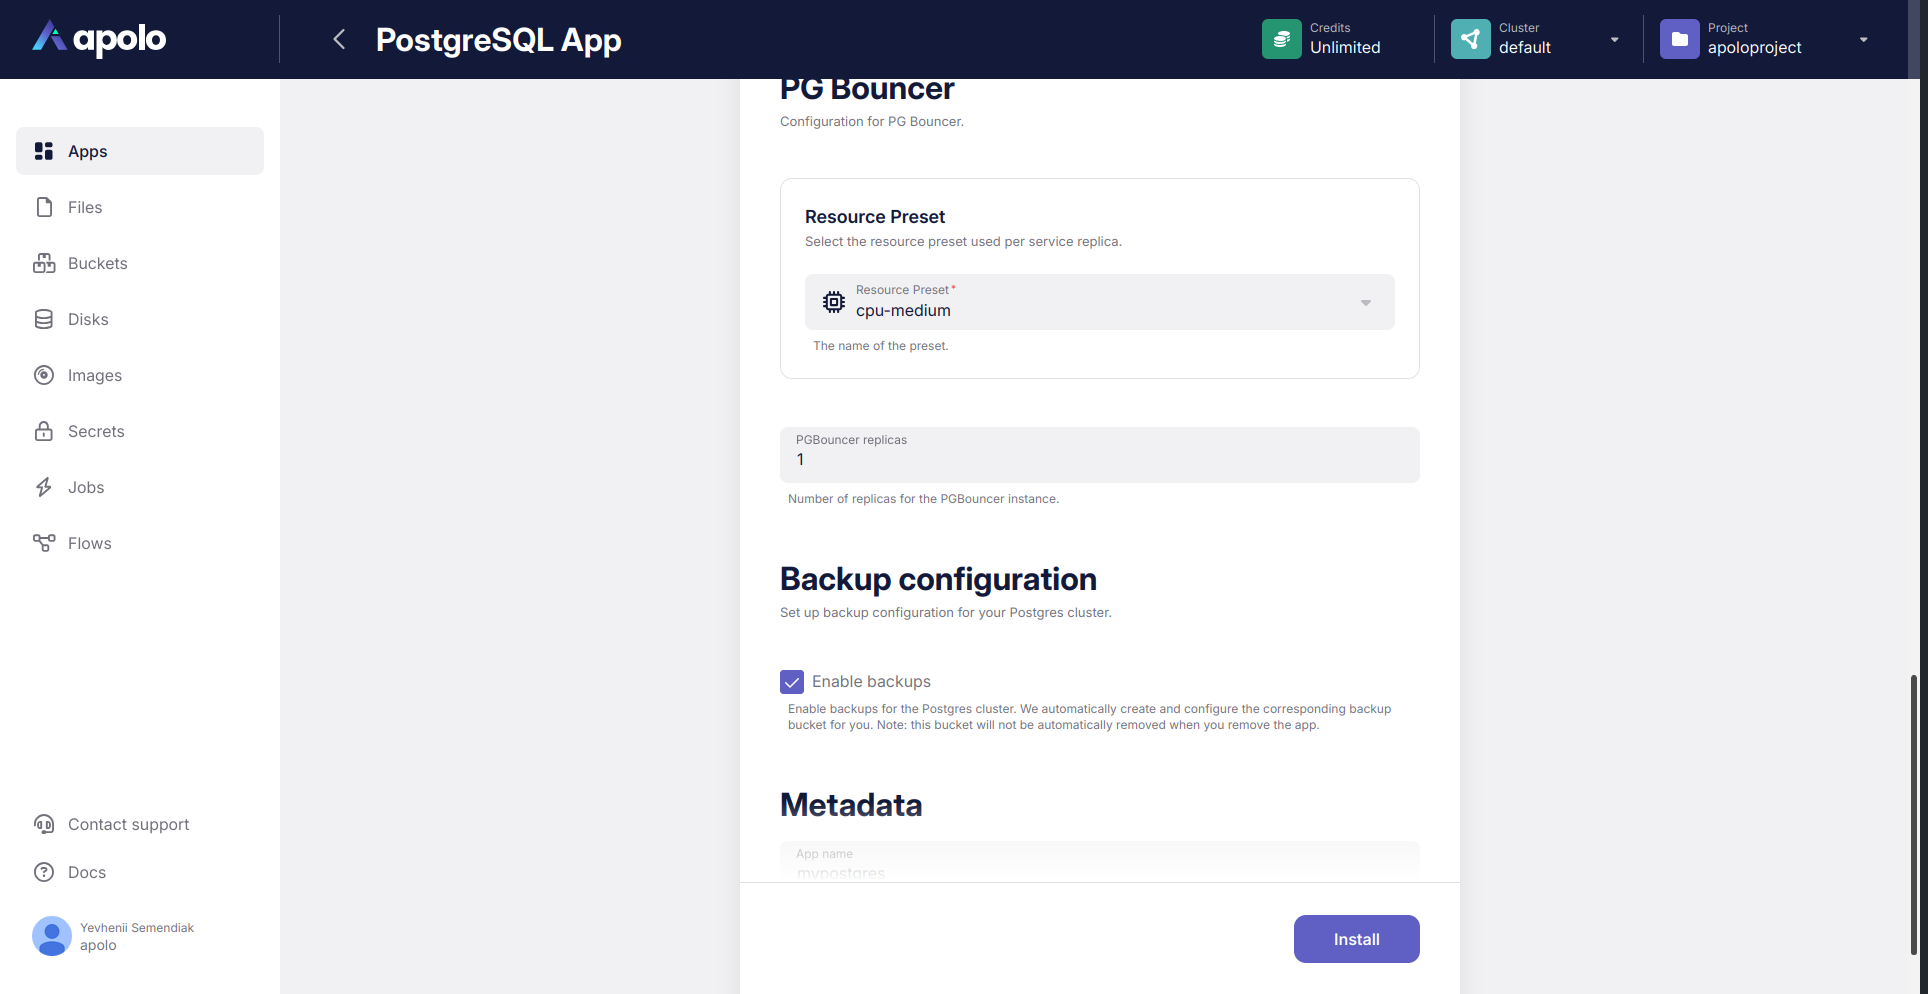 apolo
PostgreSQL App
Credits
Unlimited
Cluster
default
Project
apoloproject
Apps
Files
Buckets
Disks
Images
Secrets
Jobs
Flows
Contact support
Docs
Yevhenii Semendiak
apolo
PG Bouncer
Configuration for PG Bouncer.
Resource Preset
Select the resource preset used per service replica.
Resource Preset *
cpu-medium
The name of the preset.
PGBouncer replicas
1
Number of replicas for the PGBouncer instance.
Backup configuration
Set up backup configuration for your Postgres cluster.
Enable backups
Enable backups for the Postgres cluster. We automatically create and configure the corresponding backup
bucket for you. Note: this bucket will not be automatically removed when you remove the app.
Metadata
App name
mypostgres
Install